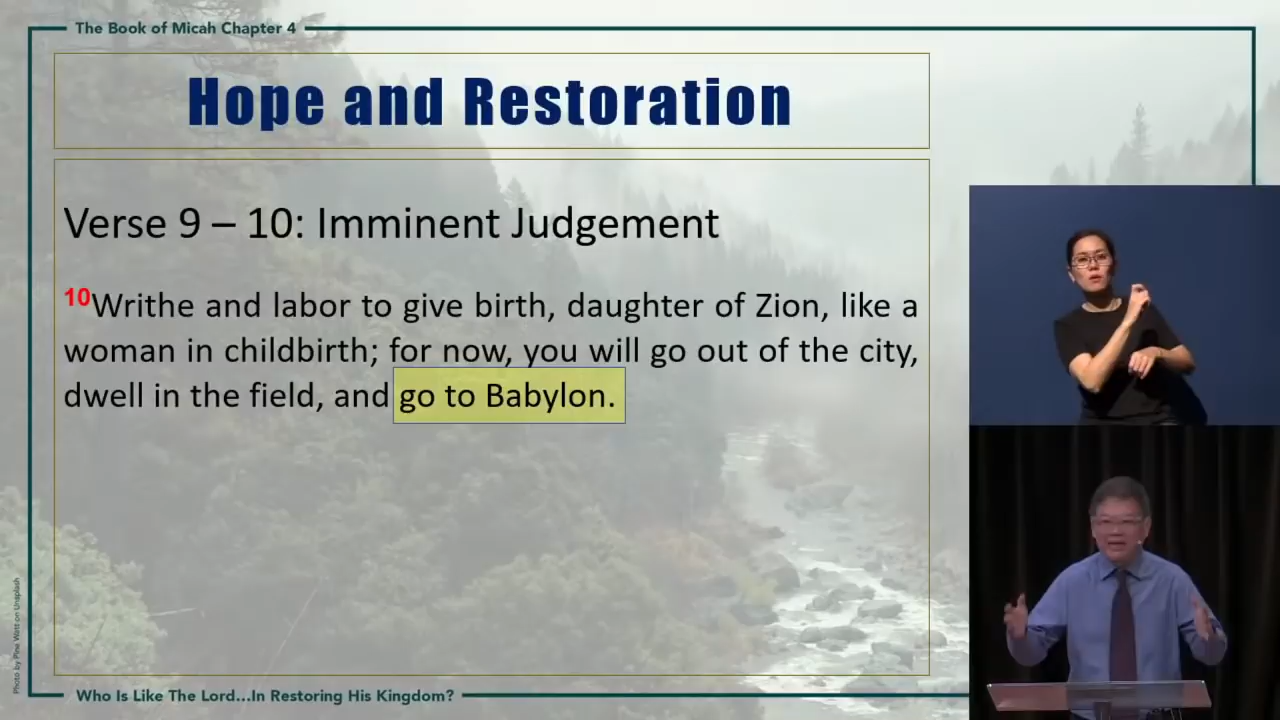 The Book of Micah Chapter 4
Hope and Restoration
Verse 9 – 10: Imminent Judgement
10Writhe and labor to give birth, daughter of Zion, like a
woman in childbirth; for now, you will go out of the city,
dwell in the field, and go to Babylon.
Photo by Pine Watt on Unsplash
Who Is Like The Lord...In Restoring His Kingdom?